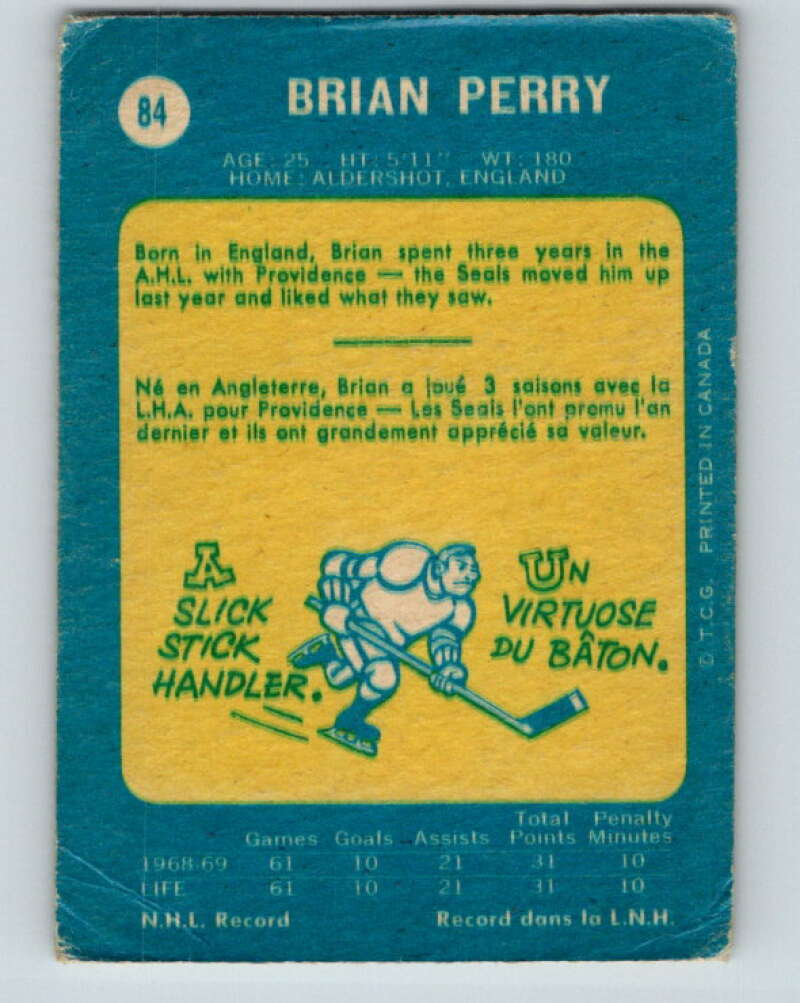 84
BRIAN PERRY
AGE: 25 HT: 5'11" WT: 180
HOME: ALDERSHOT, ENGLAND
Born in England, Brian spent three years in the
A.H.L. with Providence — the Seals moved him up
last year and liked what they saw.
Né en Angleterre, Brian a joué 3 saisons avec la
L.H.A. pour Providence — Les Seals l'ont promu l'an
dernier et ils ont grandement apprécié sa valeur.
A
SLICK
STICK
HANDLER.
UN
VIRTUOSE
DU BÂTON.
© T.C.G. PRINTED IN CANADA
Total Penalty
Games Goals Assists Points Minutes
1968-69 61 10 21 31 10
LIFE 61 10 21 31 10
N.H.L. Record Record dans la L.N.H.